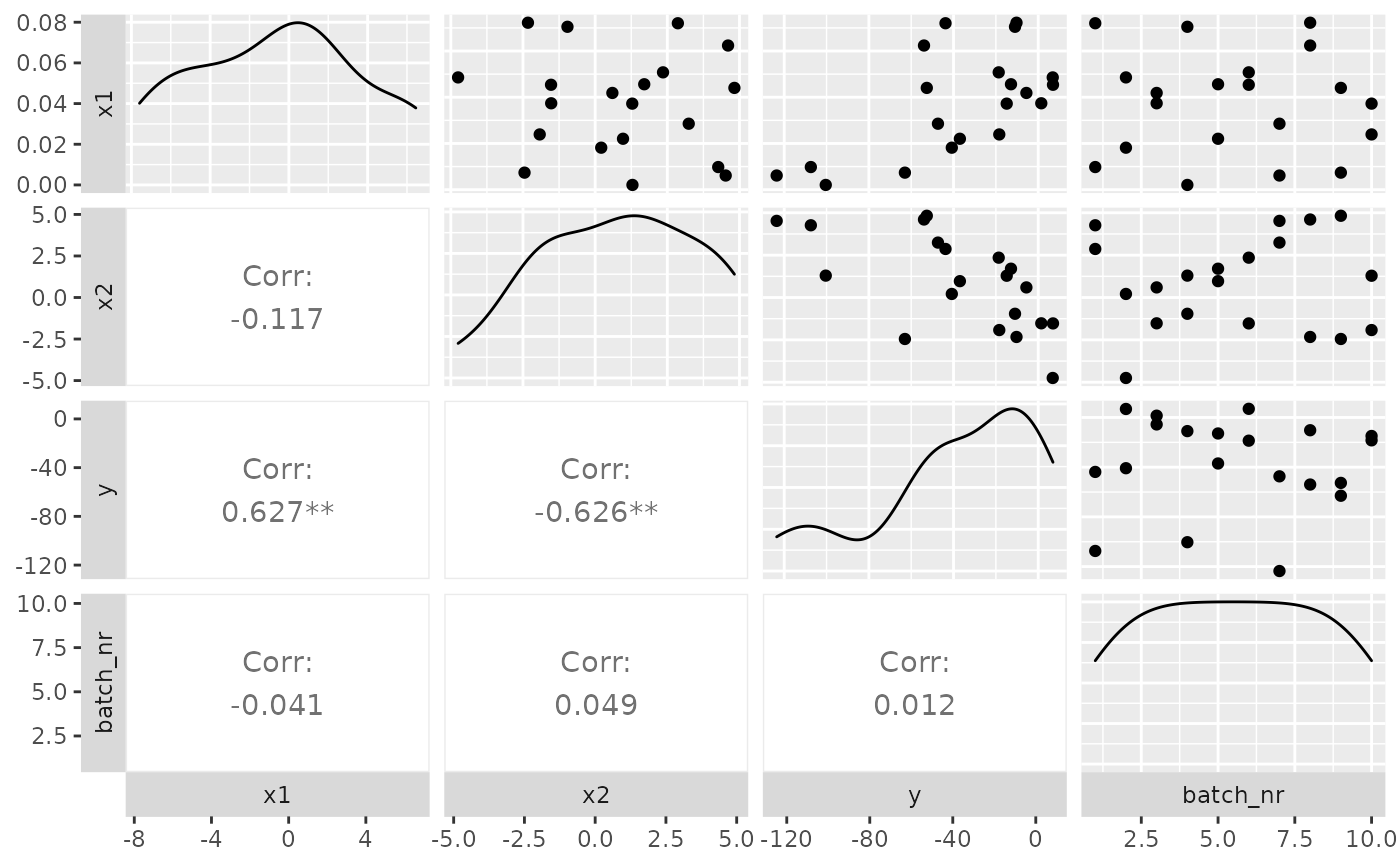 0.08
0.06
0.04
0.02
0.00
x1
5.0
2.5
0.0
-2.5
-5.0
x2
Corr:
-0.117
0
-40
-80
-120
y
Corr:
0.627**
Corr:
-0.626**
10.0
7.5
5.0
2.5
batch_nr
Corr:
-0.041
Corr:
0.049
Corr:
0.012
x1
x2
y
batch_nr
-8 -4 0 4
-5.0 -2.5 0.0 2.5 5.0
-120 -80 -40 0
2.5 5.0 7.5 10.0